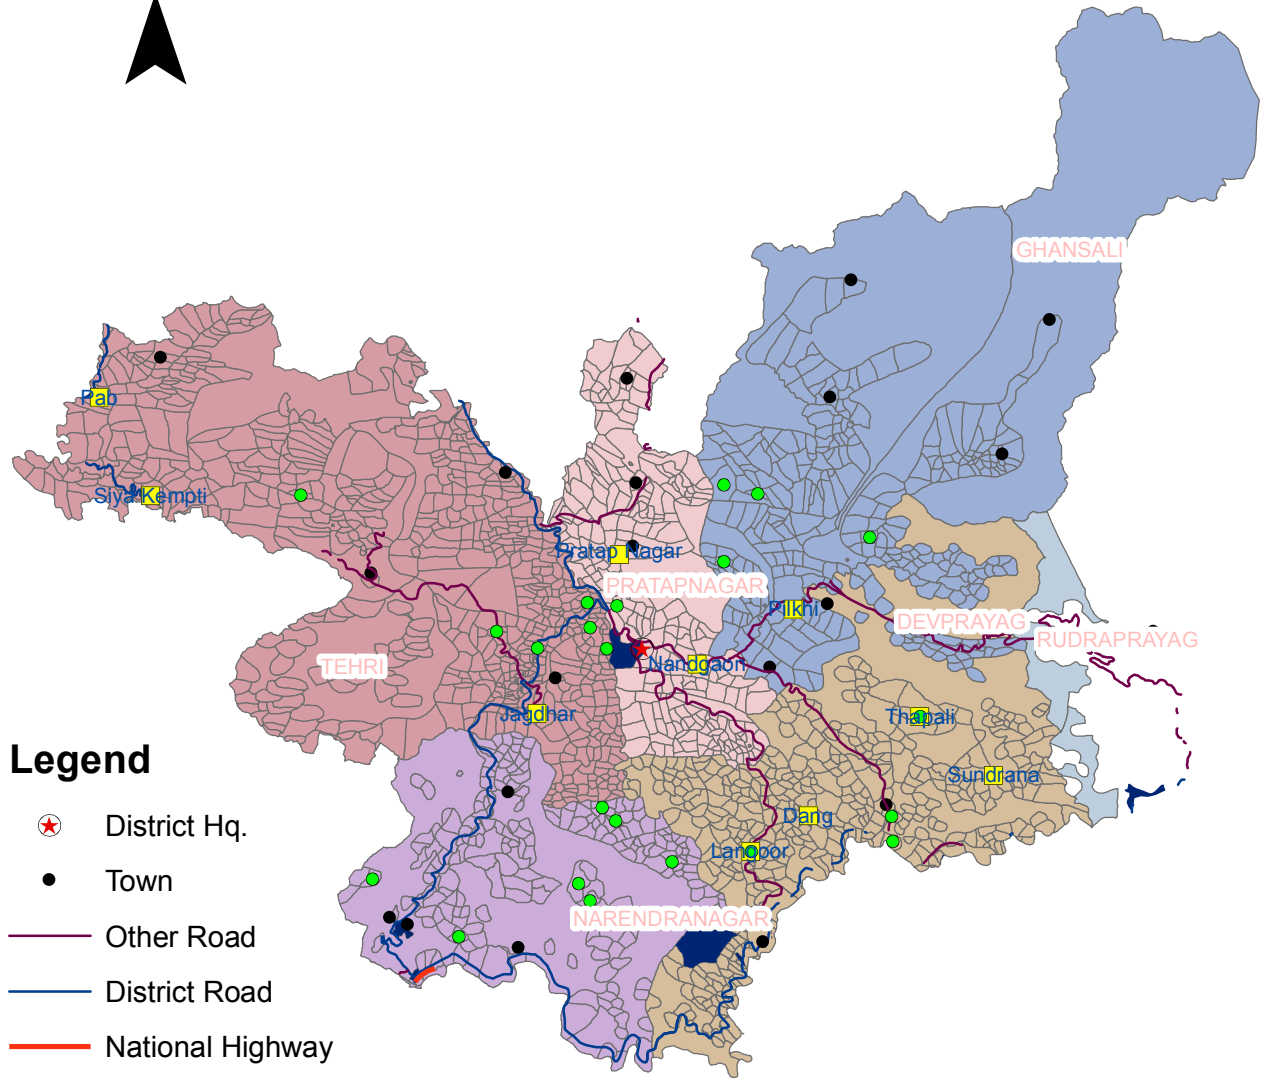 GHANSALI
Pab
Siya Kempti
Pratap Nagar
PRATAPNAGAR
Pilkhi
DEVPRAYAG
RUDRAPRAYAG
TEHRI
Nandgaon
Jagdhar
Thapali
Sundrana
Dang
Langoor
NARENDRANAGAR
Legend
District Hq.
Town
Other Road
District Road
National Highway